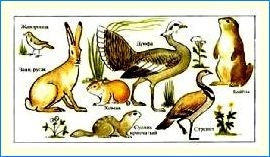 Жаворонок
Дрофа
Заяц русак
Хомяк
Байбак
Суслик
крапчатый
Стрепет